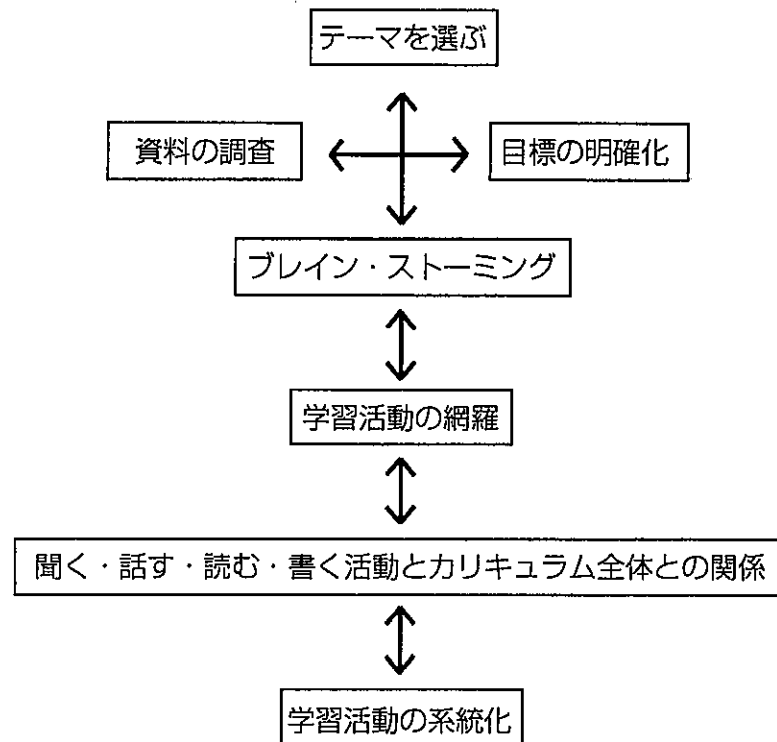 テーマを選ぶ
資料の調査
目標の明確化
ブレイン・ストーミング
学習活動の網羅
聞く・話す・読む・書く活動とカリキュラム全体との関係
学習活動の系統化